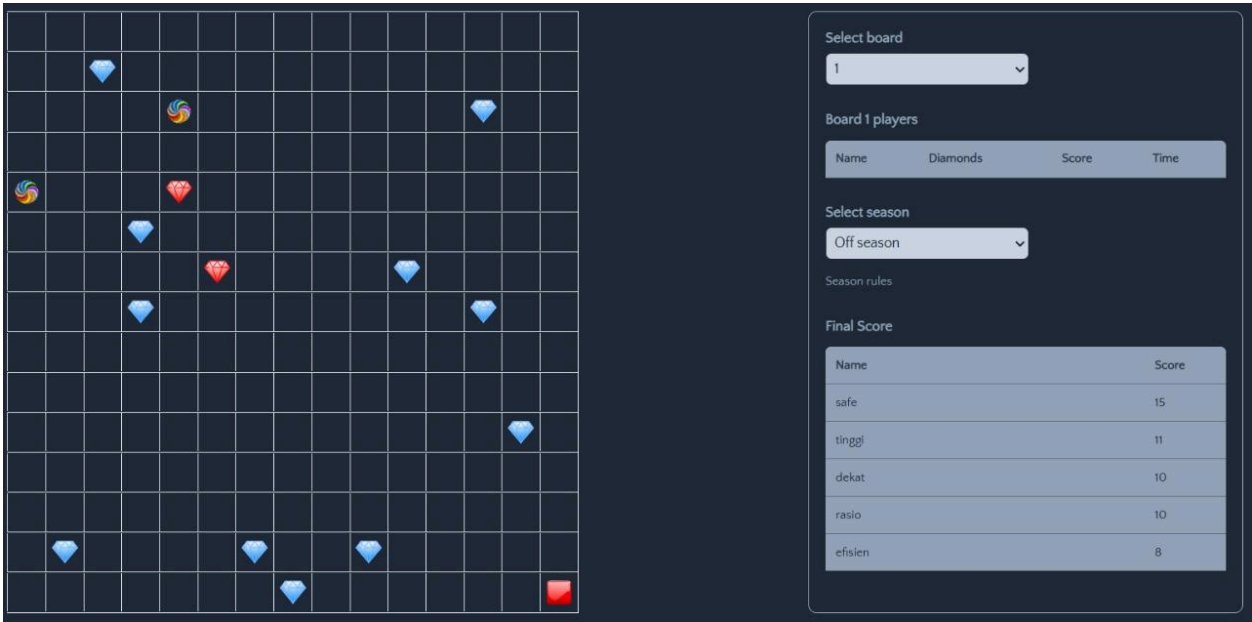 Select board
1
Board 1 players
Name Diamonds Score Time
Select season
Off season
Season rules
Final Score
Name Score
safe 15
tinggi 11
dekat 10
rasio 10
efisien 8